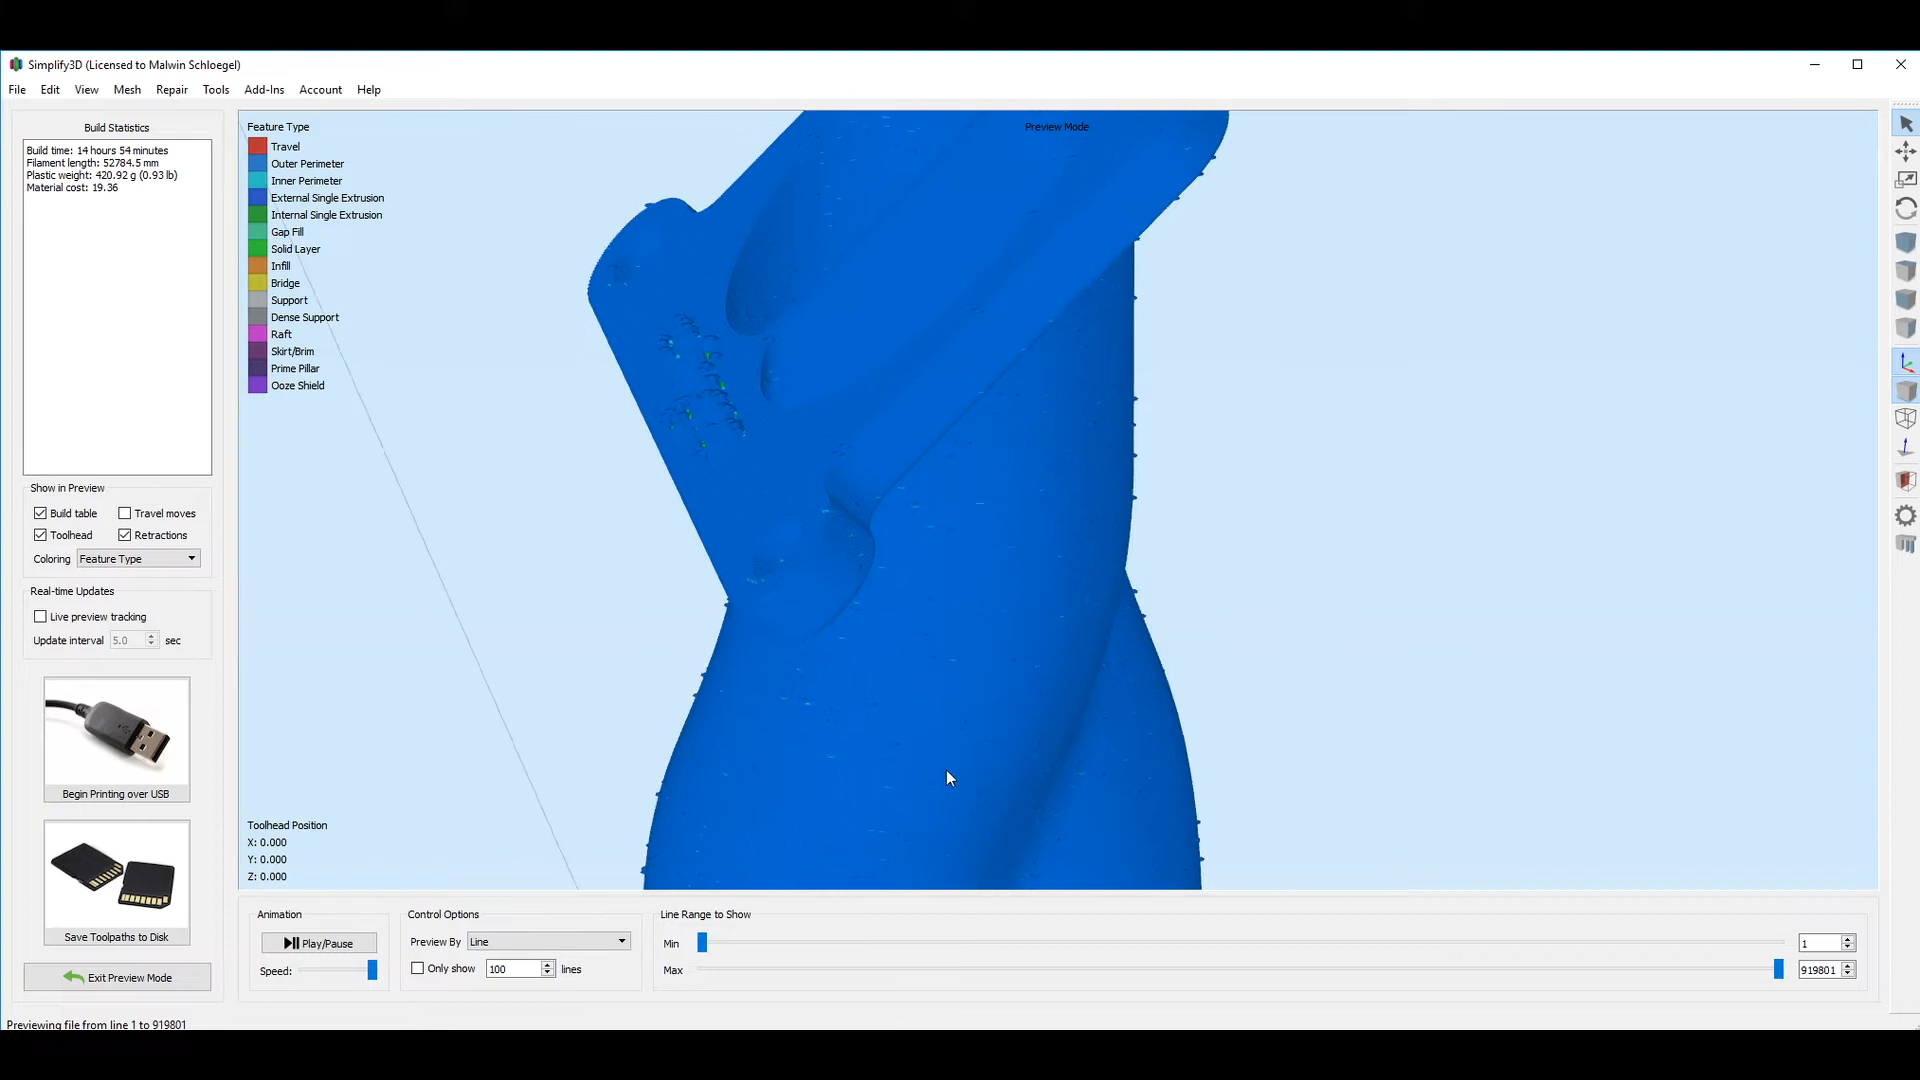 Simplify3D (Licensed to Malwin Schloegel)
File Edit View Mesh Repair Tools Add-Ins Account Help
Build Statistics
Build time: 14 hours 54 minutes
Filament length: 52784.5 mm
Plastic weight: 420.92 g (0.93 lb)
Material cost: 19.36
Show in Preview
Build table Travel moves
Toolhead Retractions
Coloring Feature Type
Real-time Updates
Live preview tracking
Update interval 5.0 sec
Begin Printing over USB
Save Toolpaths to Disk
Exit Preview Mode
Feature Type
Travel
Outer Perimeter
Inner Perimeter
External Single Extrusion
Internal Single Extrusion
Gap Fill
Solid Layer
Infill
Bridge
Support
Dense Support
Raft
Skirt/Brim
Prime Pillar
Ooze Shield
Preview Mode
Toolhead Position
X: 0.000
Y: 0.000
Z: 0.000
Animation
Play/Pause
Speed:
Control Options
Preview By Line
Only show 100 lines
Line Range to Show
Min 1
Max 919801
Previewing file from line 1 to 919801